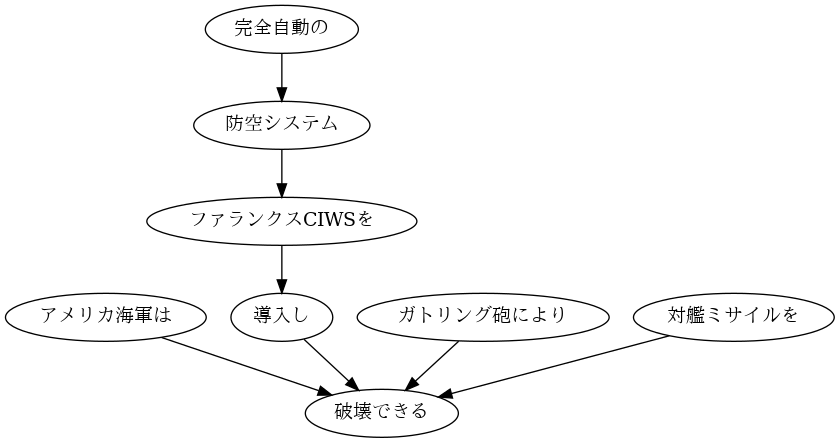 完全自動の
防空システム
ファランクスCIWSを
アメリカ海軍は
導入し
ガトリング砲により
対艦ミサイルを
破壊できる